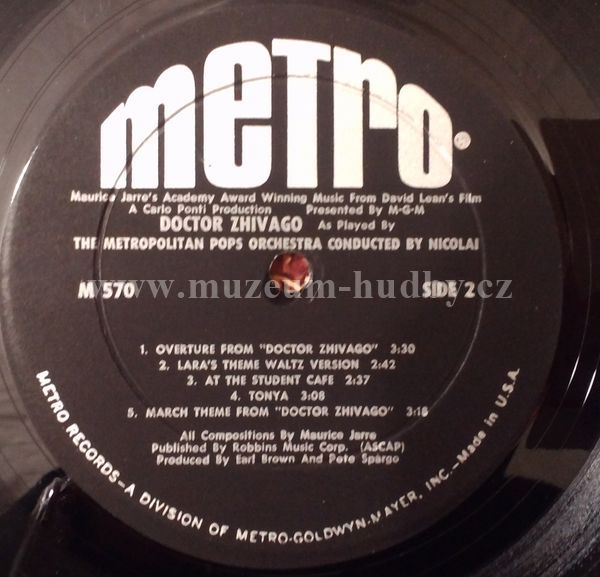 metro®
Maurice Jarre's Academy Award Winning Music From David Lean's Film
A Carlo Ponti Production Presented By M-G-M
DOCTOR ZHIVAGO As Played By
THE METROPOLITAN POPS ORCHESTRA CONDUCTED BY NICOLAI
www.muzeum-hudby.cz
M/570 SIDE 2
1. OVERTURE FROM "DOCTOR ZHIVAGO" 3:30
2. LARA'S THEME WALTZ VERSION 2:42
3. AT THE STUDENT CAFE 2:37
4. TONYA 3:08
5. MARCH THEME FROM "DOCTOR ZHIVAGO" 3:18
All Compositions By Maurice Jarre
Published By Robbins Music Corp. (ASCAP)
Produced By Earl Brown And Pete Spargo
METRO RECORDS—A DIVISION OF METRO-GOLDWYN-MAYER, INC.—Made in U.S.A.